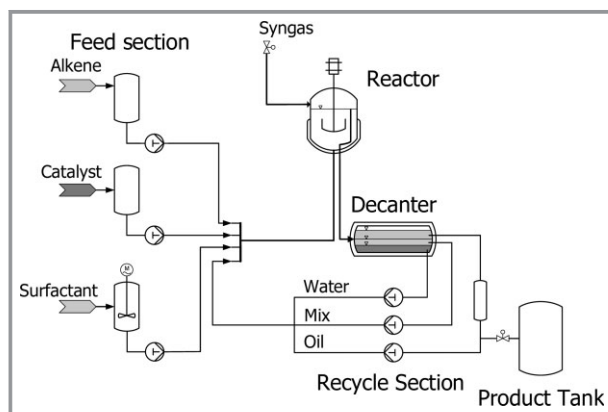 Feed section
Syngas
Alkene
Reactor
Catalyst
Decanter
Surfactant
M
Water
Mix
Oil
Recycle Section
Product Tank